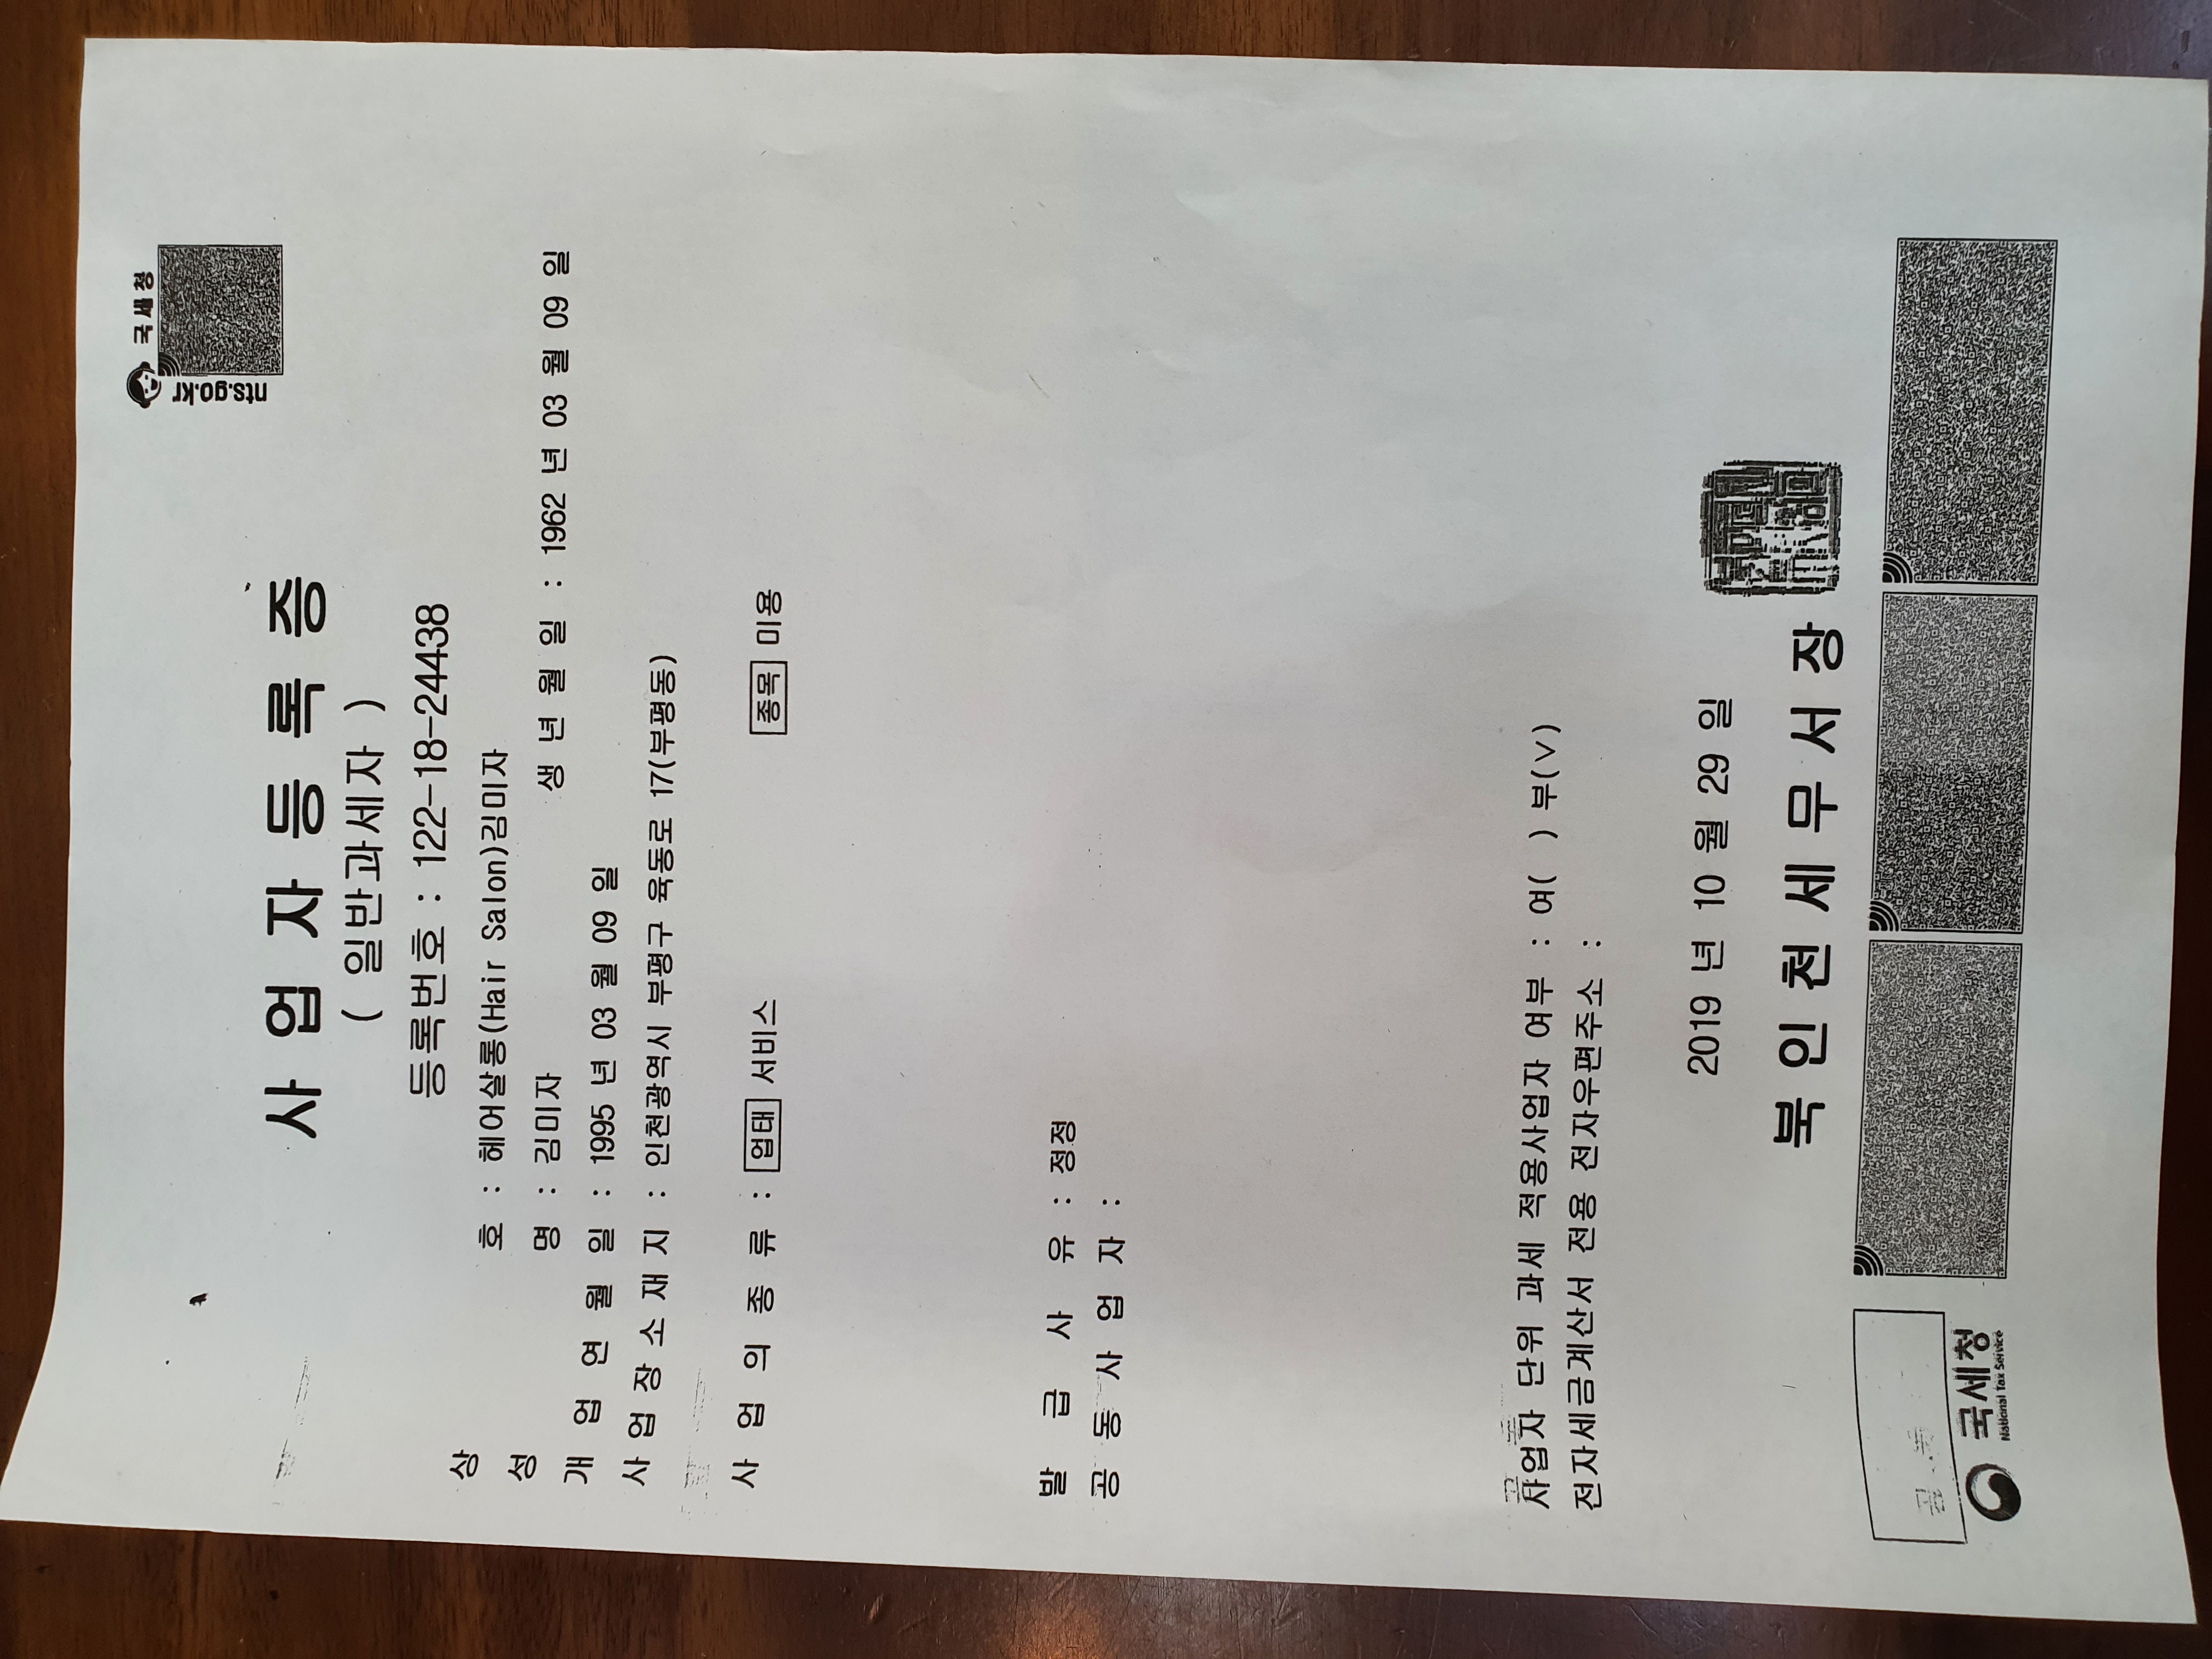 국세청
nts.go.kr
사업자등록증
( 일반과세자 )
등록번호 : 122-18-24438
상 호 : 헤어살롱(Hair Salon)김미자
성 명 : 김미자 생 년 월 일 : 1962 년 03 월 09 일
개 업 연 월 일 : 1995 년 03 월 09 일
사 업 장 소 재 지 : 인천광역시 부평구 육동로 17(부평동)
사 업 의 종 류 : 업태 서비스 종목 미용
발 급 사 유 : 정정
공 동 사 업 자 :
사업자 단위 과세 적용사업자 여부 : 여( ) 부(∨)
전자세금계산서 전용 전자우편주소 :
2019 년 10 월 29 일
북 인 천 세 무 서 장
국세청
National Tax Service